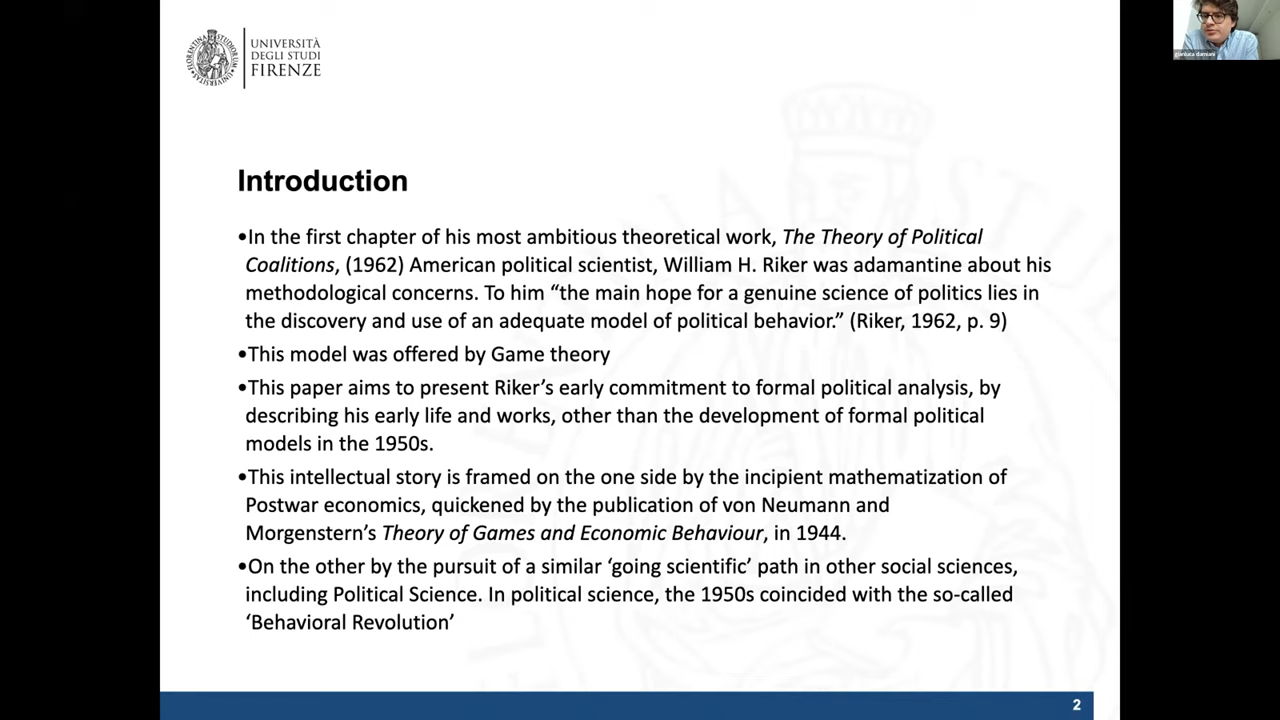 UNIVERSITÀ
DEGLI STUDI
FIRENZE
gianluca damiani
Introduction
•In the first chapter of his most ambitious theoretical work, The Theory of Political
Coalitions, (1962) American political scientist, William H. Riker was adamantine about his
methodological concerns. To him “the main hope for a genuine science of politics lies in
the discovery and use of an adequate model of political behavior.” (Riker, 1962, p. 9)
•This model was offered by Game theory
•This paper aims to present Riker’s early commitment to formal political analysis, by
describing his early life and works, other than the development of formal political
models in the 1950s.
•This intellectual story is framed on the one side by the incipient mathematization of
Postwar economics, quickened by the publication of von Neumann and
Morgenstern’s Theory of Games and Economic Behaviour, in 1944.
•On the other by the pursuit of a similar ‘going scientific’ path in other social sciences,
including Political Science. In political science, the 1950s coincided with the so-called
‘Behavioral Revolution’
2